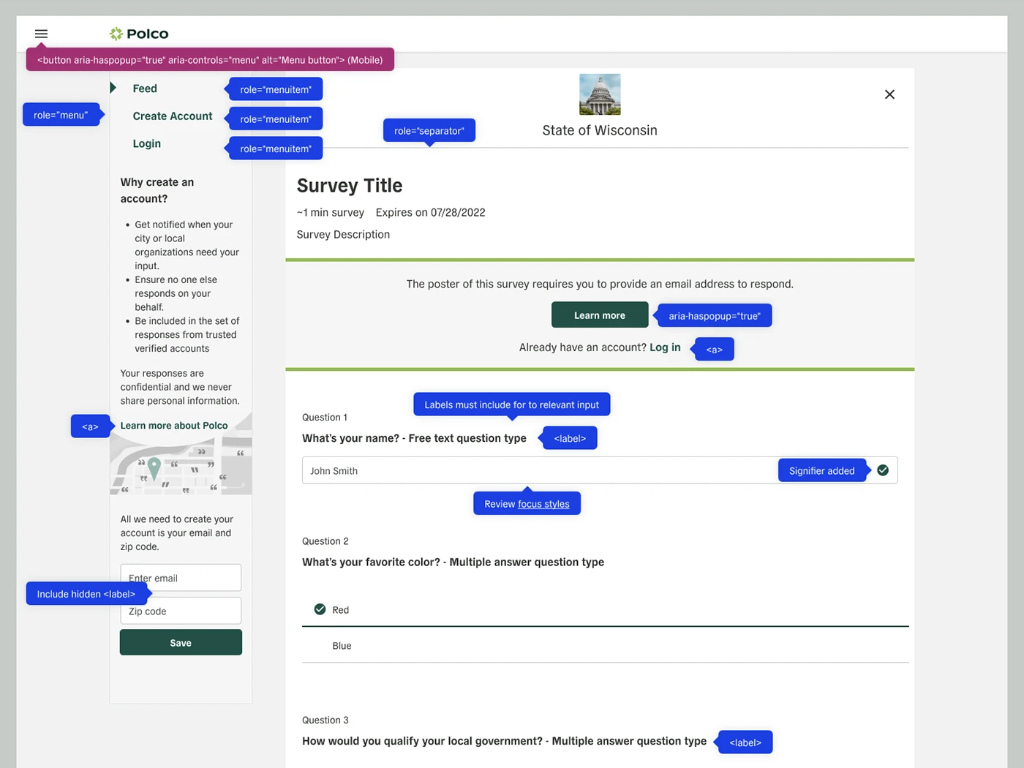 Polco
<button aria-haspopup="true" aria-controls="menu" alt="Menu button"> (Mobile)
Feed
role="menuitem"
role="menu"
Create Account
role="menuitem"
Login
role="menuitem"
Why create an
account?
• Get notified when your
city or local
organizations need your
input.
• Ensure no one else
responds on your
behalf.
• Be included in the set of
responses from trusted
verified accounts
Your responses are
confidential and we never
share personal information.
<a>
Learn more about Polco
All we need to create your
account is your email and
zip code.
Enter email
Include hidden <label>
Zip code
Save
State of Wisconsin
role="separator"
Survey Title
~1 min survey Expires on 07/28/2022
Survey Description
The poster of this survey requires you to provide an email address to respond.
Learn more
aria-haspopup="true"
Already have an account? Log in
<a>
Labels must include for to relevant input
Question 1
What's your name? - Free text question type
<label>
John Smith
Signifier added
Review focus styles
Question 2
What's your favorite color? - Multiple answer question type
Red
Blue
Question 3
How would you qualify your local government? - Multiple answer question type
<label>